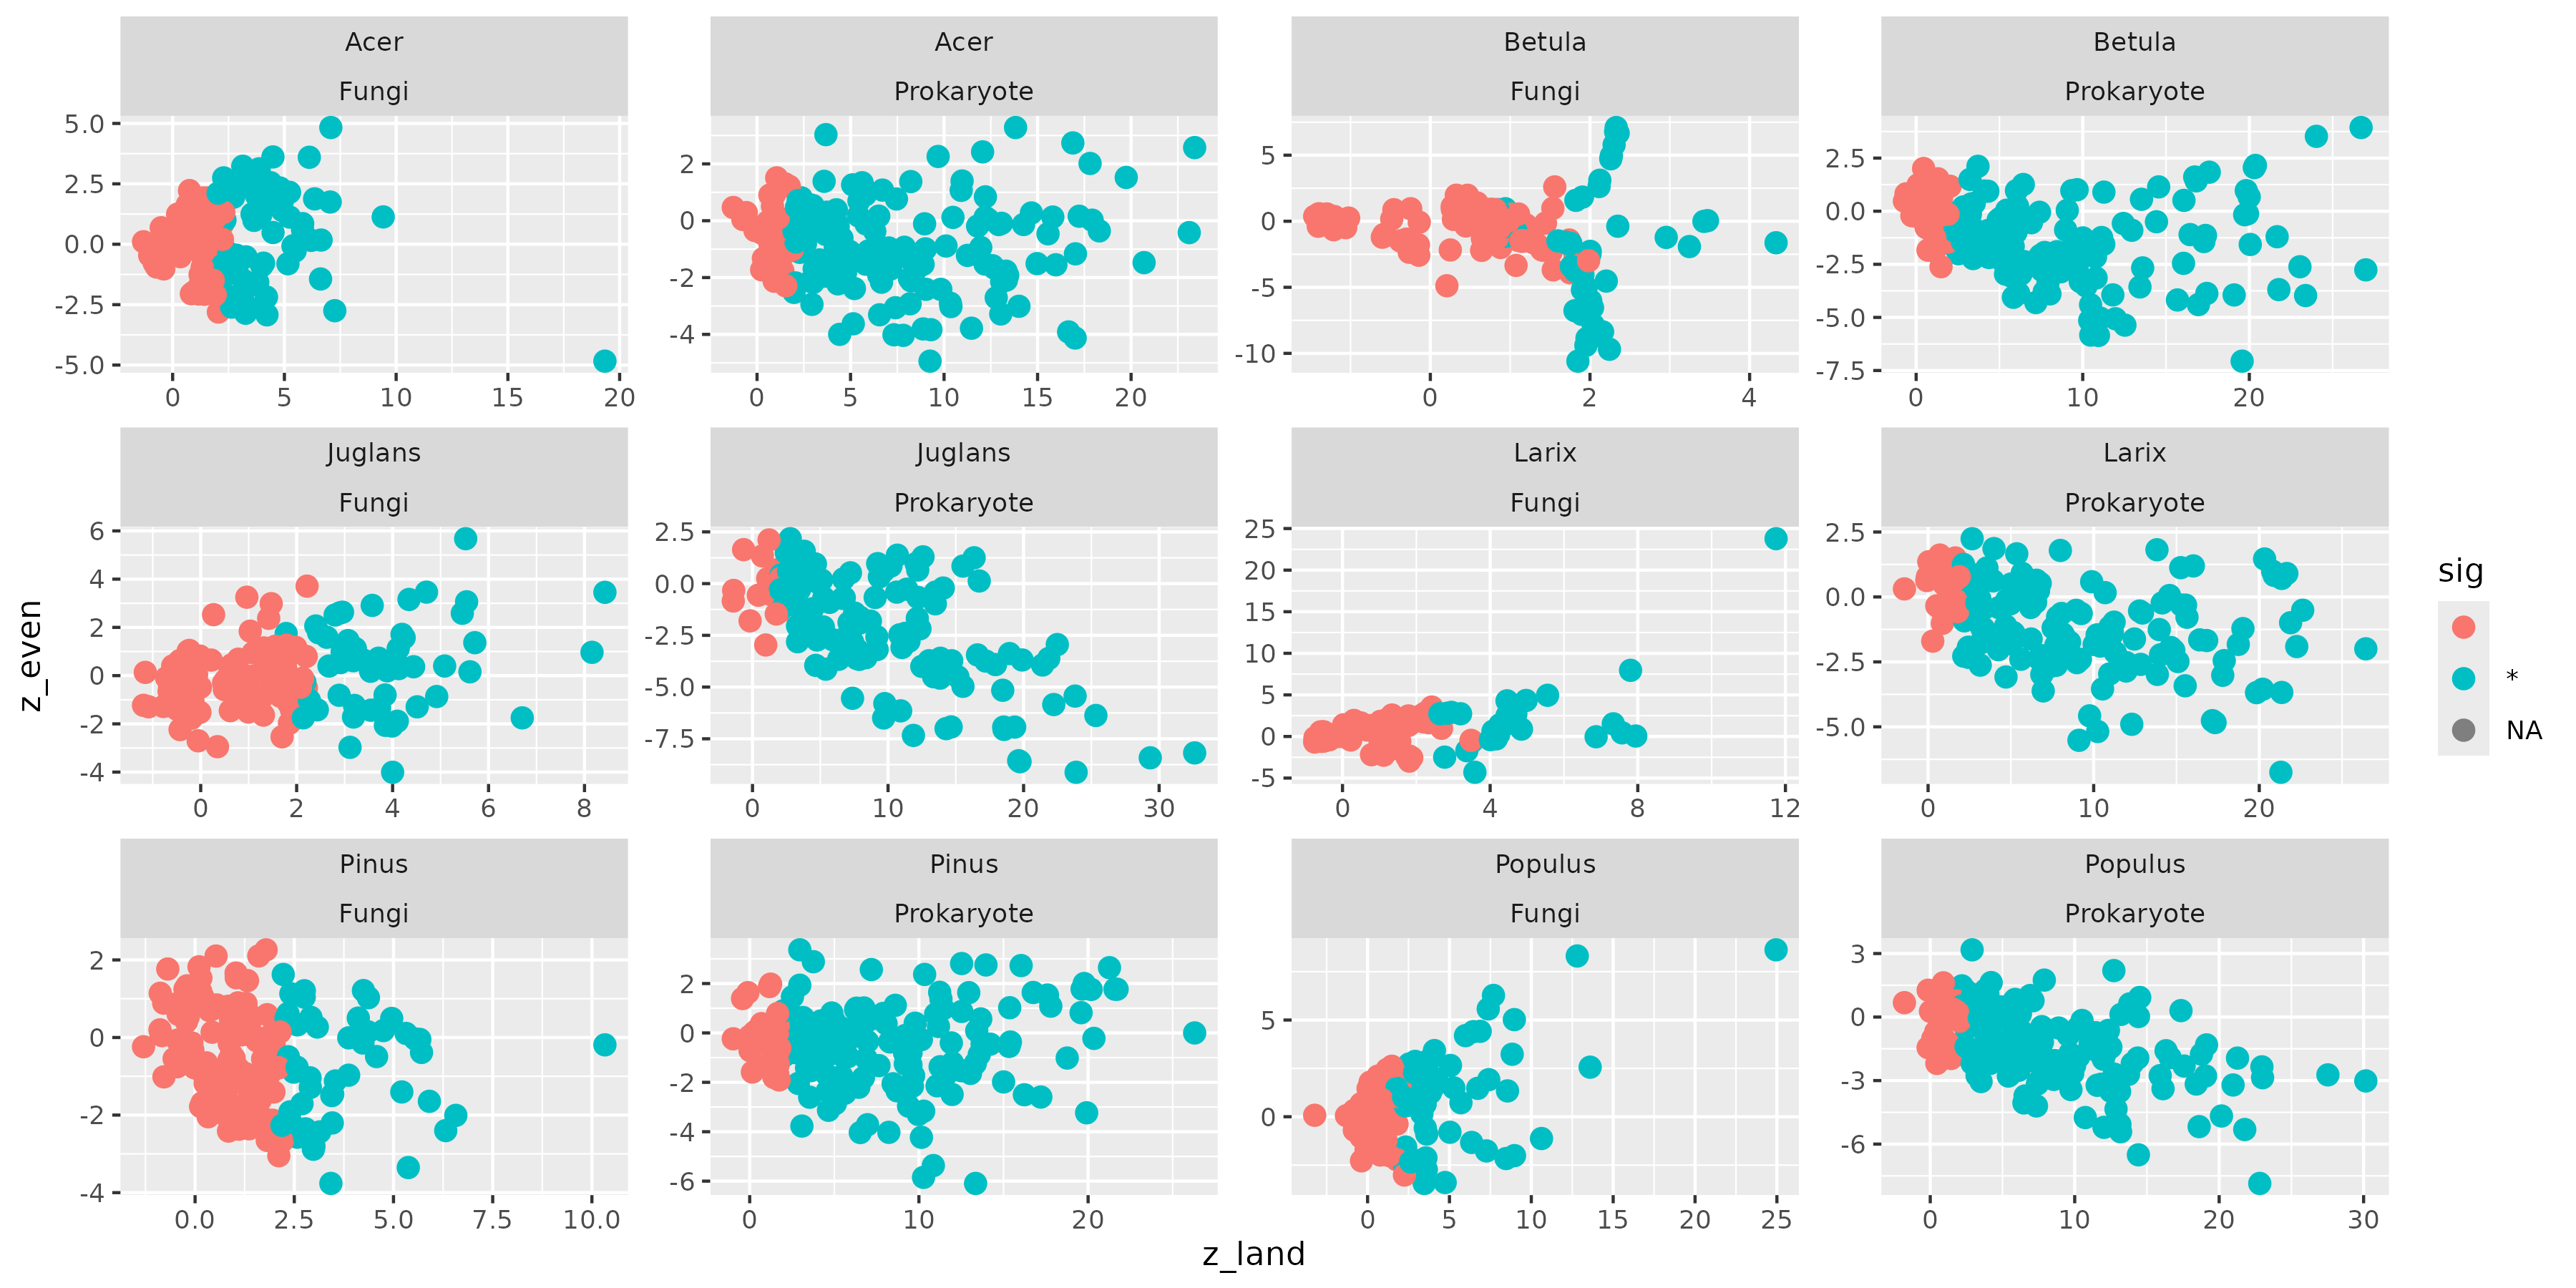 Acer
Fungi
Acer
Prokaryote
Betula
Fungi
Betula
Prokaryote
5.0
2.5
0.0
-2.5
-5.0
0 5 10 15 20
2
0
-2
-4
0 5 10 15 20
5
0
-5
-10
0 2 4
2.5
0.0
-2.5
-5.0
-7.5
0 10 20
Juglans
Fungi
Juglans
Prokaryote
Larix
Fungi
Larix
Prokaryote
6
4
2
0
-2
-4
0 2 4 6 8
2.5
0.0
-2.5
-5.0
-7.5
0 10 20 30
25
20
15
10
5
0
-5
0 4 8 12
2.5
0.0
-2.5
-5.0
0 10 20
Pinus
Fungi
Pinus
Prokaryote
Populus
Fungi
Populus
Prokaryote
2
0
-2
-4
0.0 2.5 5.0 7.5 10.0
2
0
-2
-4
-6
0 10 20
5
0
0 5 10 15 20 25
3
0
-3
-6
0 10 20 30
z_even
z_land
sig
*
NA